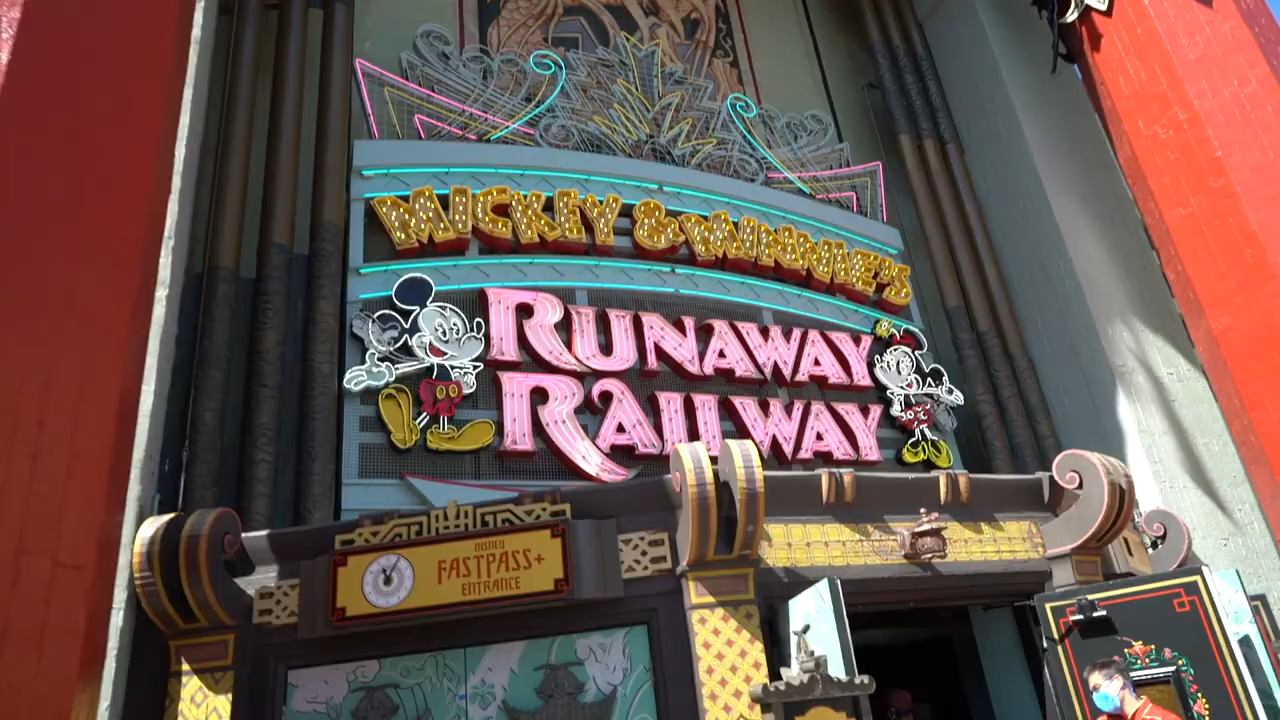 MICKEY & MINNIE'S
RUNAWAY
RAILWAY
DISNEY
FASTPASS+
ENTRANCE